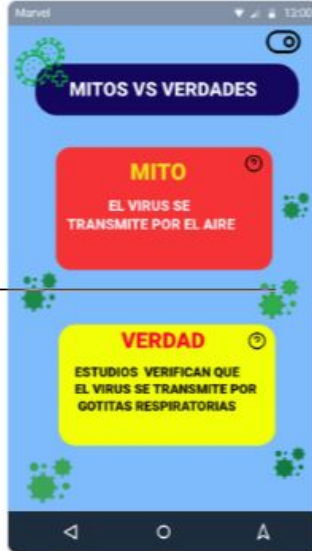 Marvel 12:00
MITOS VS VERDADES
MITO
EL VIRUS SE
TRANSMITE POR EL AIRE
VERDAD
ESTUDIOS VERIFICAN QUE
EL VIRUS SE TRANSMITE POR
GOTITAS RESPIRATORIAS